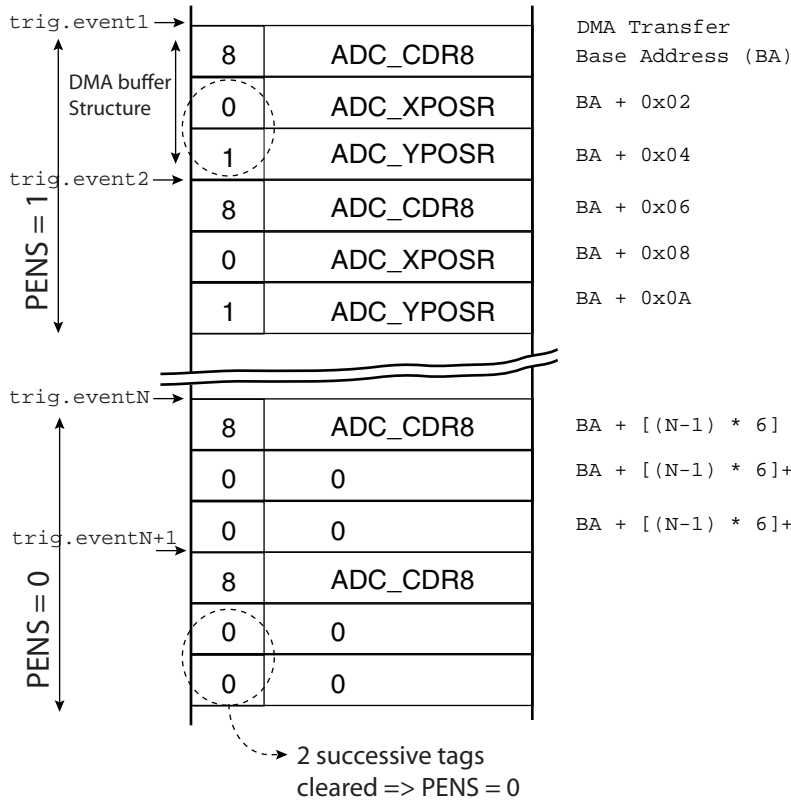 trig.event1
DMA Transfer
8 ADC_CDR8 Base Address (BA)
DMA buffer
Structure
0 ADC_XPOSR BA + 0x02
1 ADC_YPOSR BA + 0x04
trig.event2
8 ADC_CDR8 BA + 0x06
PENS = 1
0 ADC_XPOSR BA + 0x08
1 ADC_YPOSR BA + 0x0A
trig.eventN
8 ADC_CDR8 BA + [(N-1) * 6]
0 0 BA + [(N-1) * 6]+
0 0 BA + [(N-1) * 6]+
trig.eventN+1
8 ADC_CDR8
PENS = 0
0 0
0 0
2 successive tags
cleared => PENS = 0